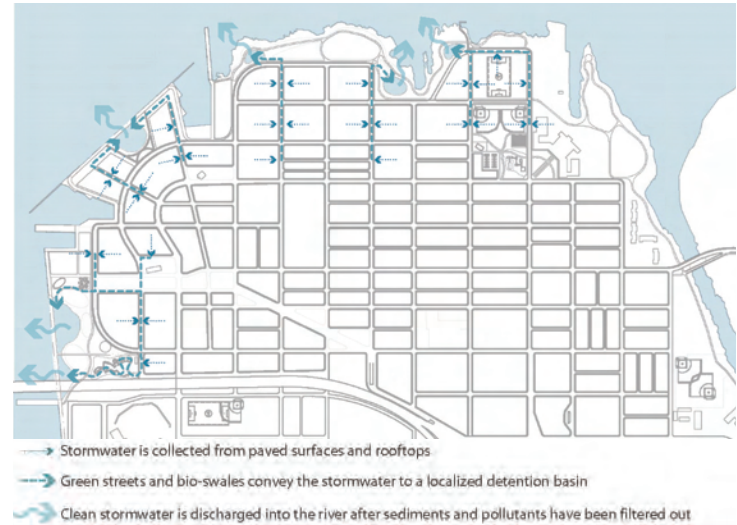 Stormwater is collected from paved surfaces and rooftops
Green streets and bio-swales convey the stormwater to a localized detention basin
Clean stormwater is discharged into the river after sediments and pollutants have been filtered out